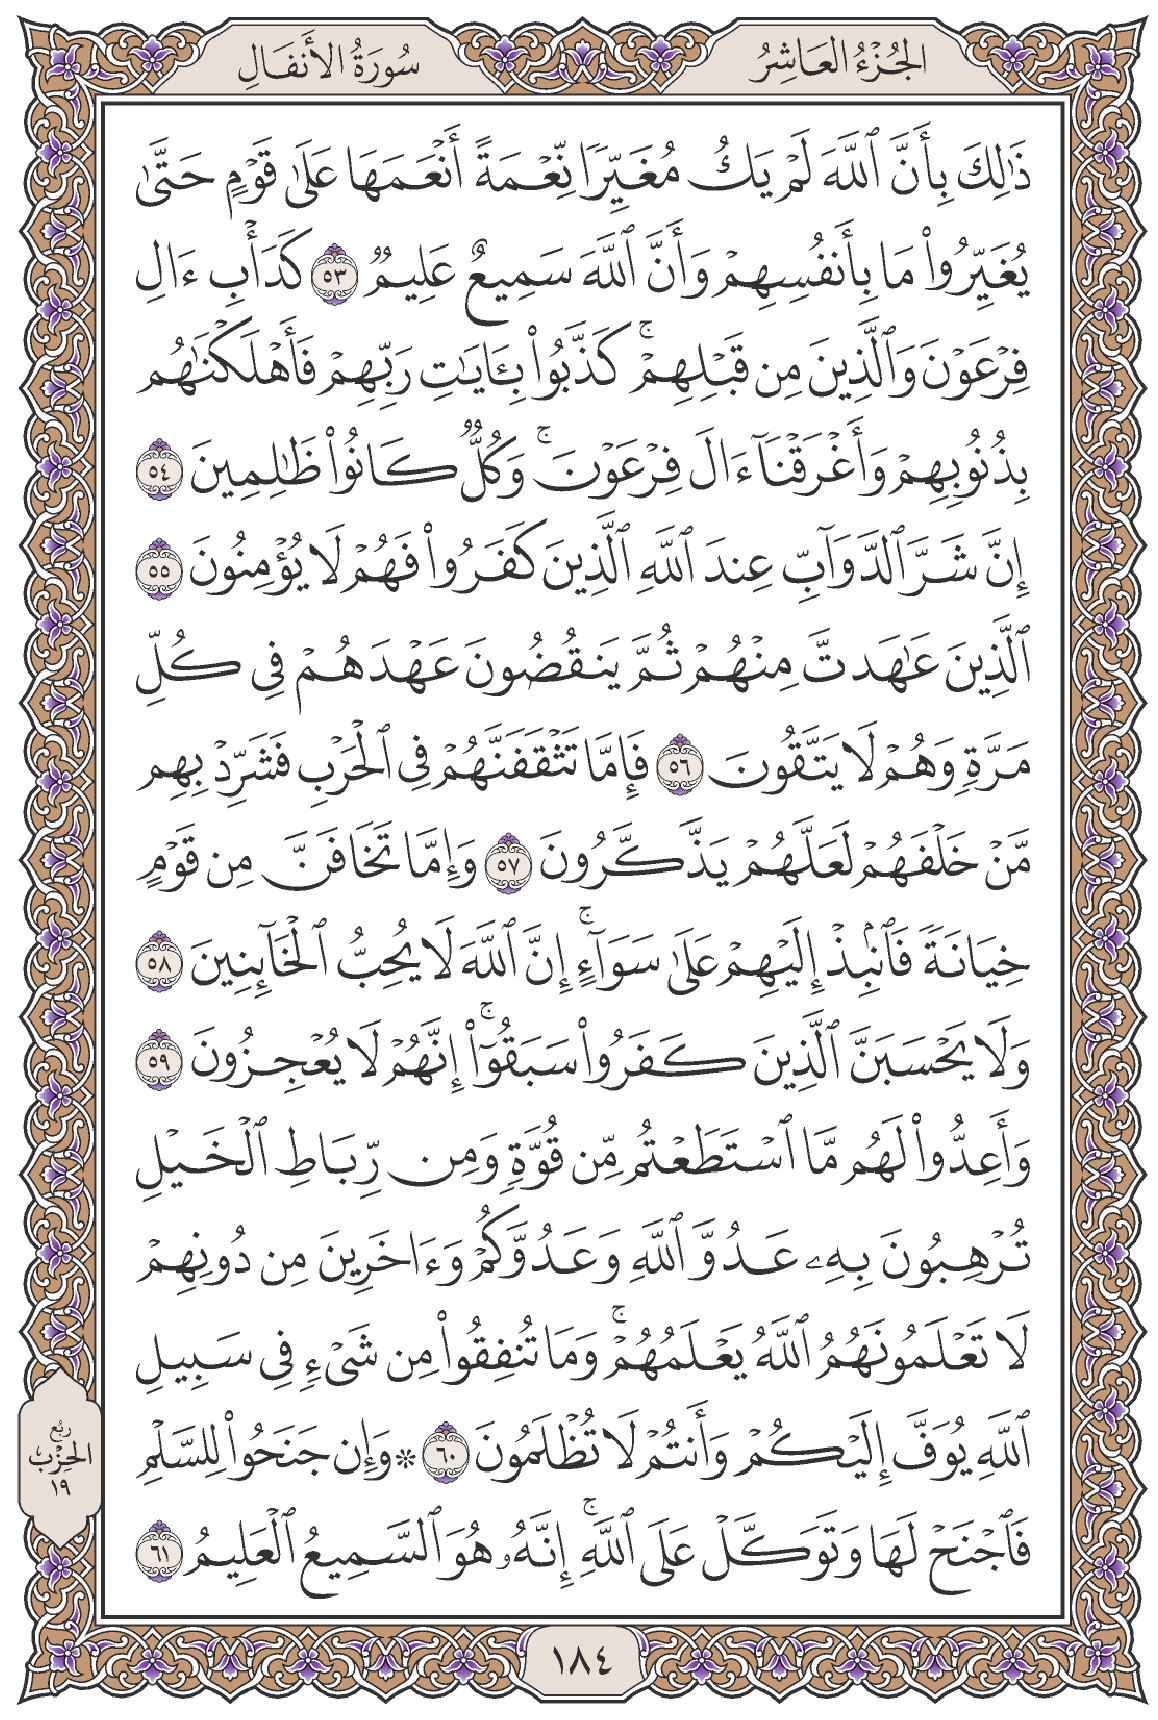 الجُزْءُ العَاشِرُ
سُورَةُ الأَنفَالِ
ذَٰلِكَ بِأَنَّ ٱللَّهَ لَمۡ يَكُ مُغَيِّرٗا نِّعۡمَةً أَنۡعَمَهَا عَلَىٰ قَوۡمٍ حَتَّىٰ
يُغَيِّرُواْ مَا بِأَنفُسِهِمۡ وَأَنَّ ٱللَّهَ سَمِيعٌ عَلِيمٞ ٥٣ كَدَأۡبِ ءَالِ
فِرۡعَوۡنَ وَٱلَّذِينَ مِن قَبۡلِهِمۡۚ كَذَّبُواْ بِـَٔايَٰتِ رَبِّهِمۡ فَأَهۡلَكۡنَٰهُم
بِذُنُوبِهِمۡ وَأَغۡرَقۡنَآ ءَالَ فِرۡعَوۡنَۚ وَكُلّٞ كَانُواْ ظَٰلِمِينَ ٥٤
إِنَّ شَرَّ ٱلدَّوَآبِّ عِندَ ٱللَّهِ ٱلَّذِينَ كَفَرُواْ فَهُمۡ لَا يُؤۡمِنُونَ ٥٥
ٱلَّذِينَ عَٰهَدتَّ مِنۡهُمۡ ثُمَّ يَنقُضُونَ عَهۡدَهُمۡ فِي كُلِّ
مَرَّةٖ وَهُمۡ لَا يَتَّقُونَ ٥٦ فَإِمَّا تَثۡقَفَنَّهُمۡ فِي ٱلۡحَرۡبِ فَشَرِّدۡ بِهِم
مَّنۡ خَلۡفَهُمۡ لَعَلَّهُمۡ يَذَّكَّرُونَ ٥٧ وَإِمَّا تَخَافَنَّ مِن قَوۡمٍ
خِيَانَةٗ فَٱنۢبِذۡ إِلَيۡهِمۡ عَلَىٰ سَوَآءٍۚ إِنَّ ٱللَّهَ لَا يُحِبُّ ٱلۡخَآئِنِينَ ٥٨
وَلَا يَحۡسَبَنَّ ٱلَّذِينَ كَفَرُواْ سَبَقُوٓاْۚ إِنَّهُمۡ لَا يُعۡجِزُونَ ٥٩
وَأَعِدُّواْ لَهُم مَّا ٱسۡتَطَعۡتُم مِّن قُوَّةٖ وَمِن رِّبَاطِ ٱلۡخَيۡلِ
تُرۡهِبُونَ بِهِۦ عَدُوَّ ٱللَّهِ وَعَدُوَّكُمۡ وَءَاخَرِينَ مِن دُونِهِمۡ
لَا تَعۡلَمُونَهُمُ ٱللَّهُ يَعۡلَمُهُمۡۚ وَمَا تُنفِقُواْ مِن شَيۡءٖ فِي سَبِيلِ
ٱللَّهِ يُوَفَّ إِلَيۡكُمۡ وَأَنتُمۡ لَا تُظۡلَمُونَ ٦٠ ۞ وَإِن جَنَحُواْ لِلسَّلۡمِ
فَٱجۡنَحۡ لَهَا وَتَوَكَّلۡ عَلَى ٱللَّهِۚ إِنَّهُۥ هُوَ ٱلسَّمِيعُ ٱلۡعَلِيمُ ٦١
رُبُع
الحِزْب
١٩
١٨٤